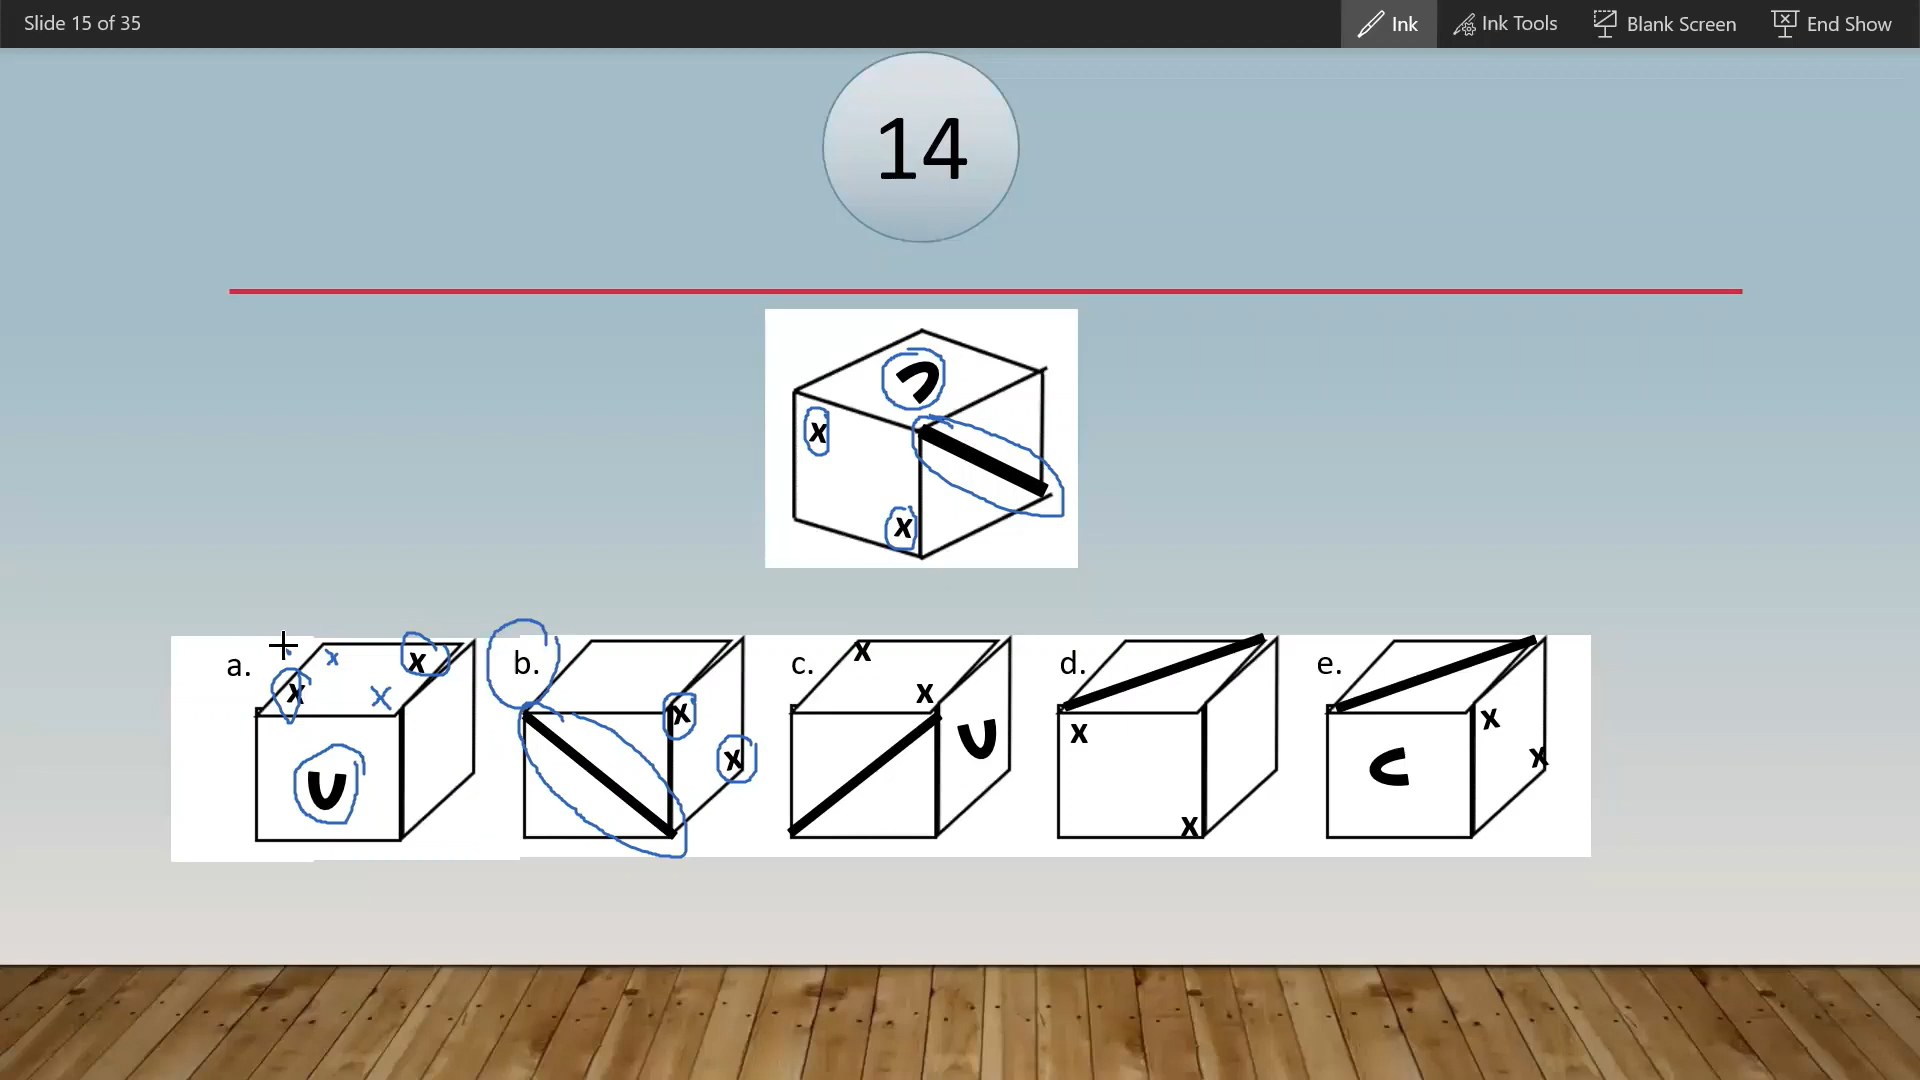 Slide 15 of 35 Ink Ink Tools Blank Screen End Show
14
x
x
a. x x x x b. x x c. x x d. x e. x x
U U
x